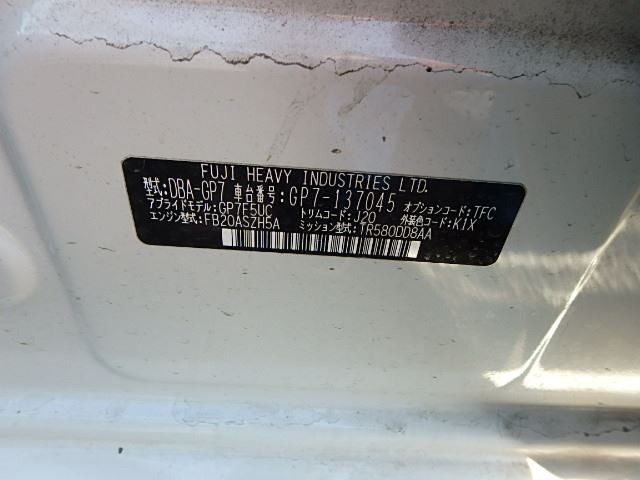 FUJI HEAVY INDUSTRIES LTD.
型式: DBA-GP7 車台番号: GP7-137045 オプションコード: TFC
アプライドモデル: GP7E5UC トリムコード: J20 外装色コード: K1X
エンジン型式: FB20ASZH5A ミッション型式: TR580DD8AA